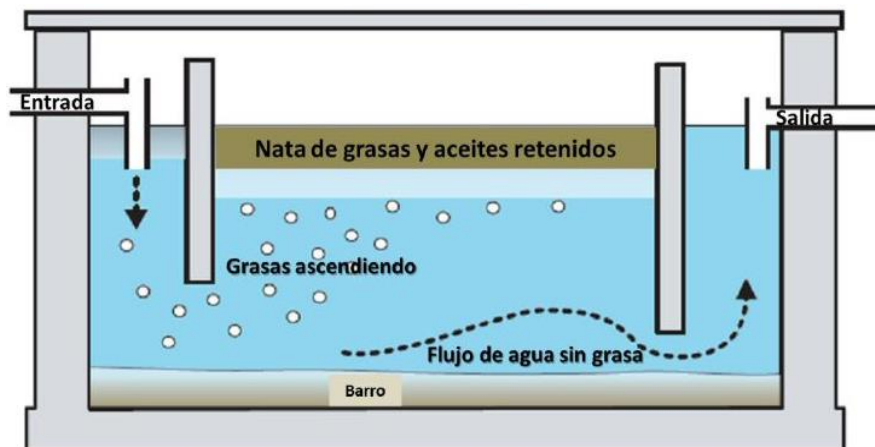 Entrada
Salida
Nata de grasas y aceites retenidos
Grasas ascendiendo
Flujo de agua sin grasa
Barro